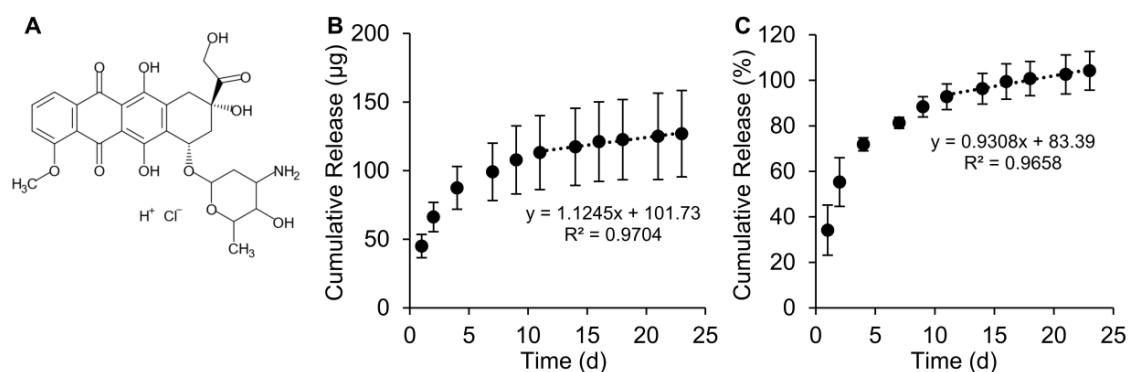 A
OH
O
OH
O
OH
O
O
OH
O
H₃C
O
NH₂
H⁺ Cl⁻
O
OH
CH₃
B
Cumulative Release (µg)
200
150
100
50
0
y = 1.1245x + 101.73
R² = 0.9704
0 5 10 15 20 25
Time (d)
C
Cumulative Release (%)
120
100
80
60
40
20
0
y = 0.9308x + 83.39
R² = 0.9658
0 5 10 15 20 25
Time (d)